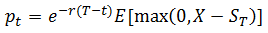 p_t = e^{-r(T-t)} E[max(0, X − S_T)]